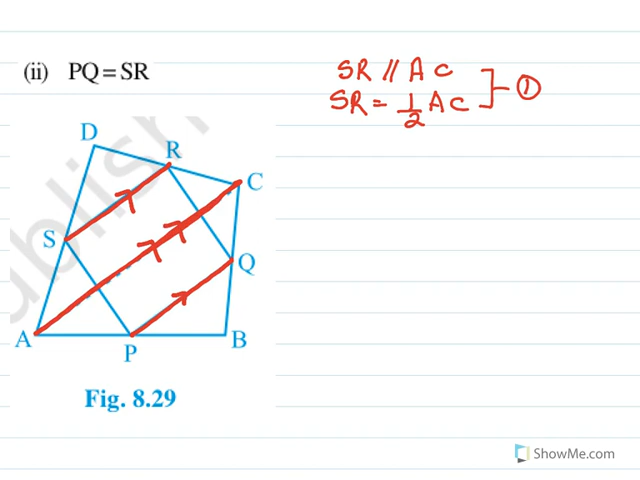 (ii) PQ = SR
SR // AC
SR = 1/2 AC ①
D
R
C
S
Q
A
P
B
Fig. 8.29
ShowMe.com